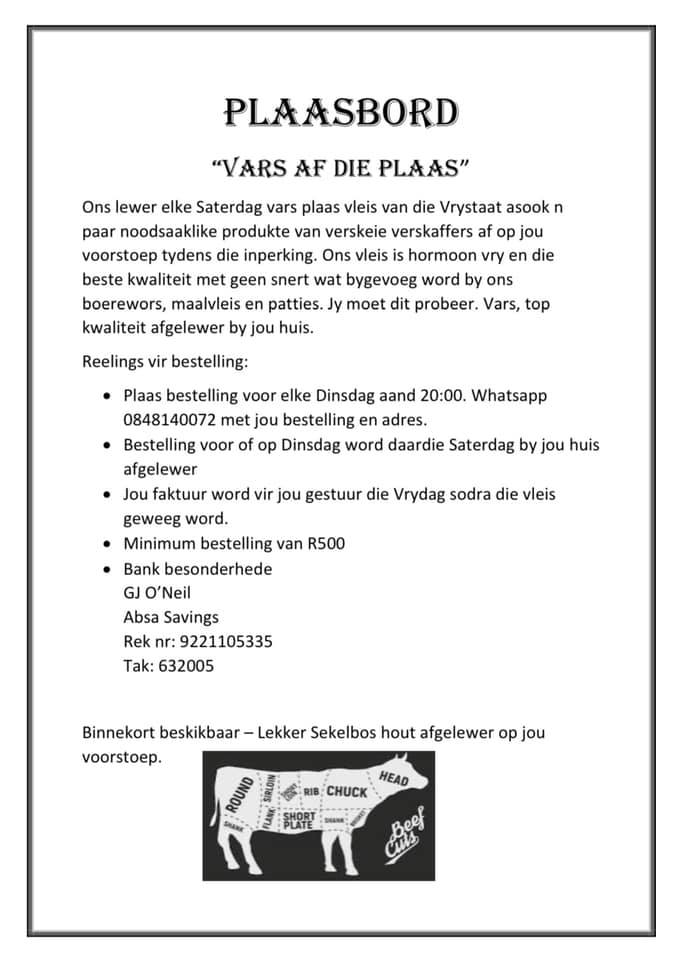 PLAASBORD
“VARS AF DIE PLAAS”
Ons lewer elke Saterdag vars plaas vleis van die Vrystaat asook n
paar noodsaaklike produkte van verskeie verskaffers af op jou
voorstoep tydens die inperking. Ons vleis is hormoon vry en die
beste kwaliteit met geen snert wat bygevoeg word by ons
boerewors, maalvleis en patties. Jy moet dit probeer. Vars, top
kwaliteit afgelewer by jou huis.
Reelings vir bestelling:
• Plaas bestelling voor elke Dinsdag aand 20:00. Whatsapp
0848140072 met jou bestelling en adres.
• Bestelling voor of op Dinsdag word daardie Saterdag by jou huis
afgelewer
• Jou faktuur word vir jou gestuur die Vrydag sodra die vleis
geweeg word.
• Minimum bestelling van R500
• Bank besonderhede
GJ O’Neil
Absa Savings
Rek nr: 9221105335
Tak: 632005
Binnekort beskikbaar – Lekker Sekelbos hout afgelewer op jou
voorstoep.
ROUND
SIRLOIN
RIB
CHUCK
HEAD
SHANK
FLANK
SHORT
PLATE
SHANK
Beef
Cuts